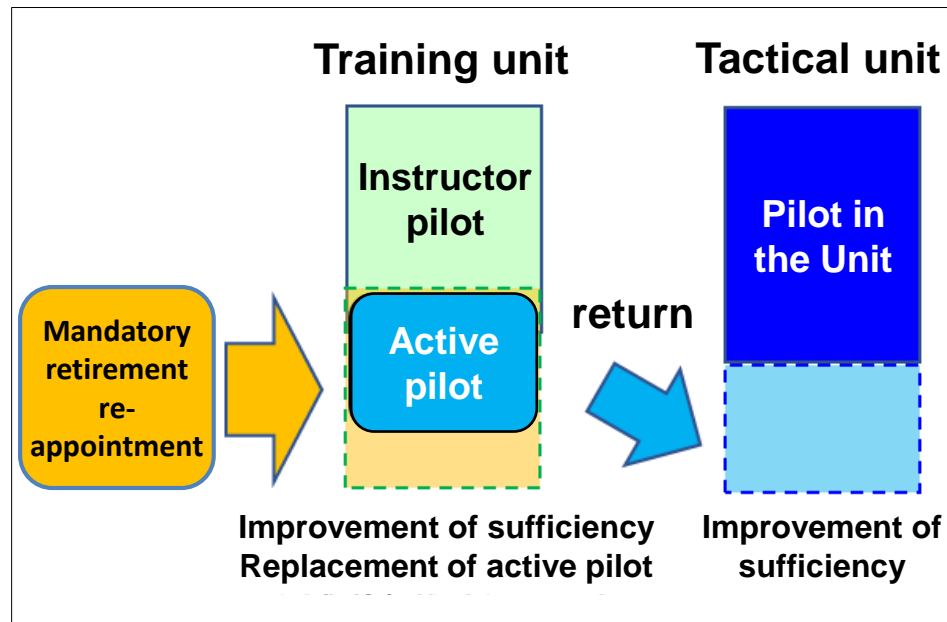 Training unit
Tactical unit
Instructor
pilot
Pilot in
the Unit
Mandatory
retirement
re-
appointment
Active
pilot
return
Improvement of sufficiency
Replacement of active pilot
Improvement of
sufficiency